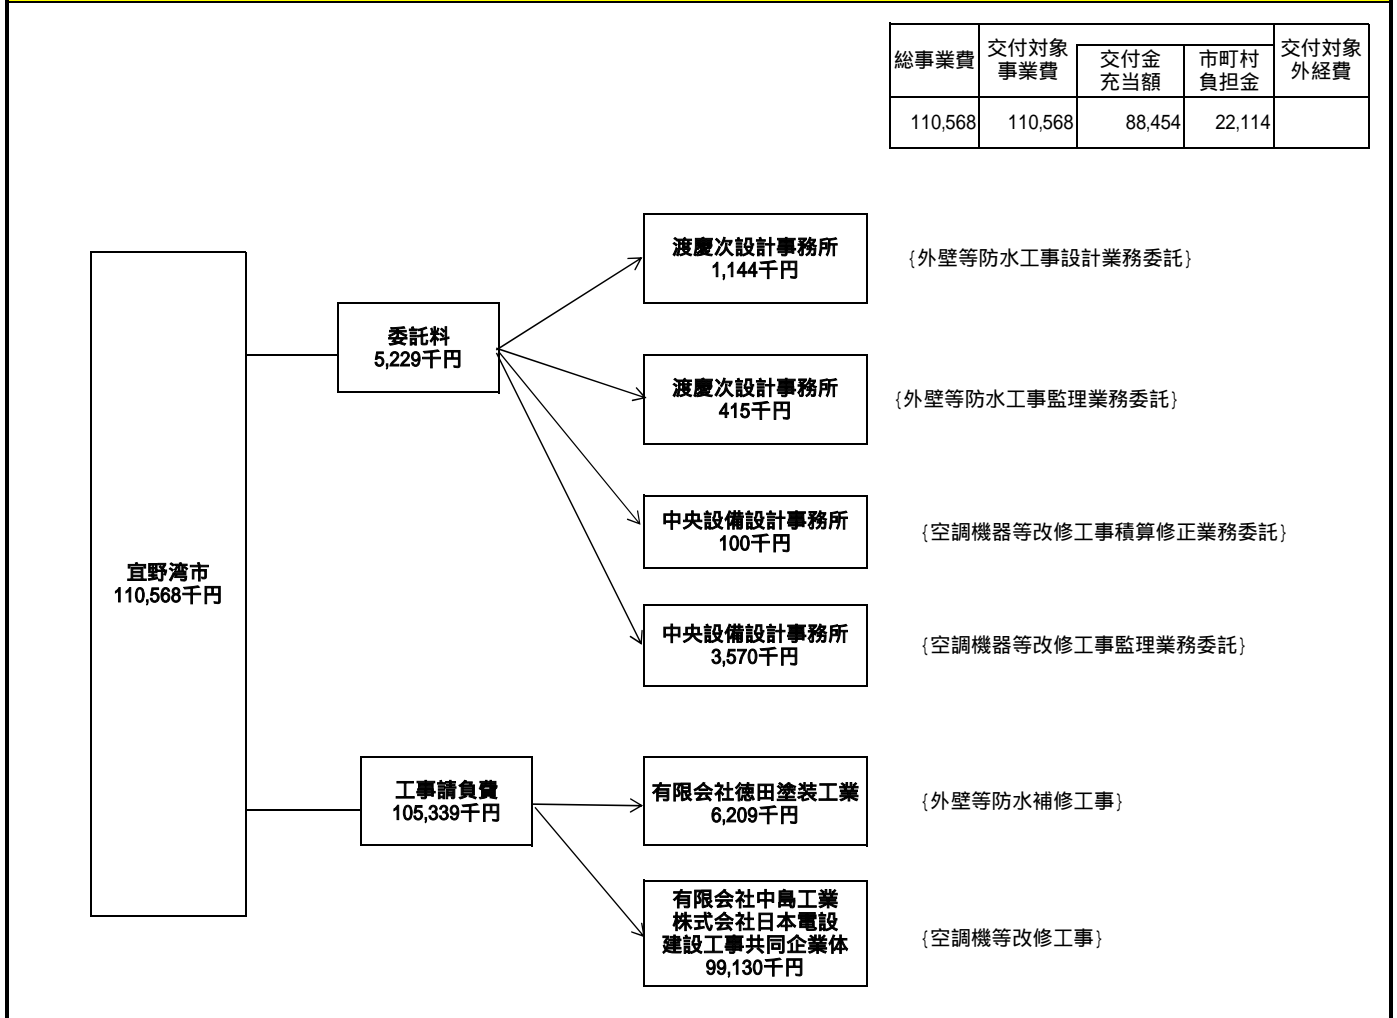 総事業費
交付対象
事業費
交付金
充当額
市町村
負担金
交付対象
外経費
110,568
110,568
88,454
22,114
渡慶次設計事務所
1,144千円
{外壁等防水工事設計業務委託}
委託料
5,229千円
渡慶次設計事務所
415千円
{外壁等防水工事監理業務委託}
中央設備設計事務所
100千円
{空調機器等改修工事積算修正業務委託}
宜野湾市
110,568千円
中央設備設計事務所
3,570千円
{空調機器等改修工事監理業務委託}
工事請負費
105,339千円
有限会社徳田塗装工業
6,209千円
{外壁等防水補修工事}
有限会社中島工業
株式会社日本電設
建設工事共同企業体
99,130千円
{空調機等改修工事}